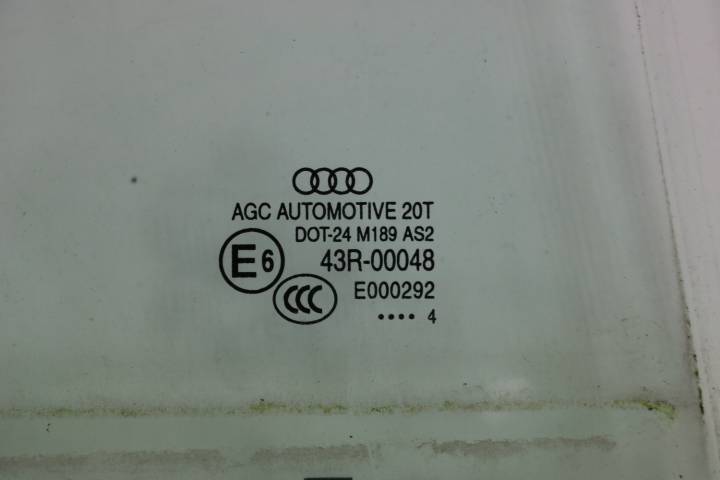 AGC AUTOMOTIVE 20T
DOT-24 M189 AS2
E6 43R-00048
CCC E000292
•••• 4